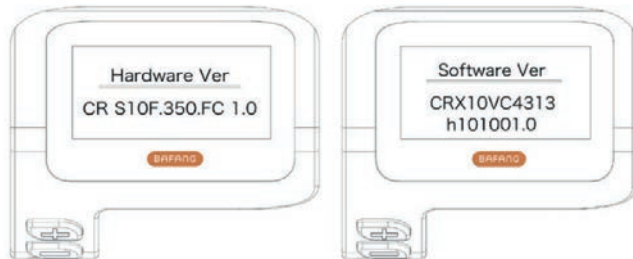 Hardware Ver
CR S10F.350.FC 1.0
BAFANG
Software Ver
CRX10VC4313
h101001.0
BAFANG